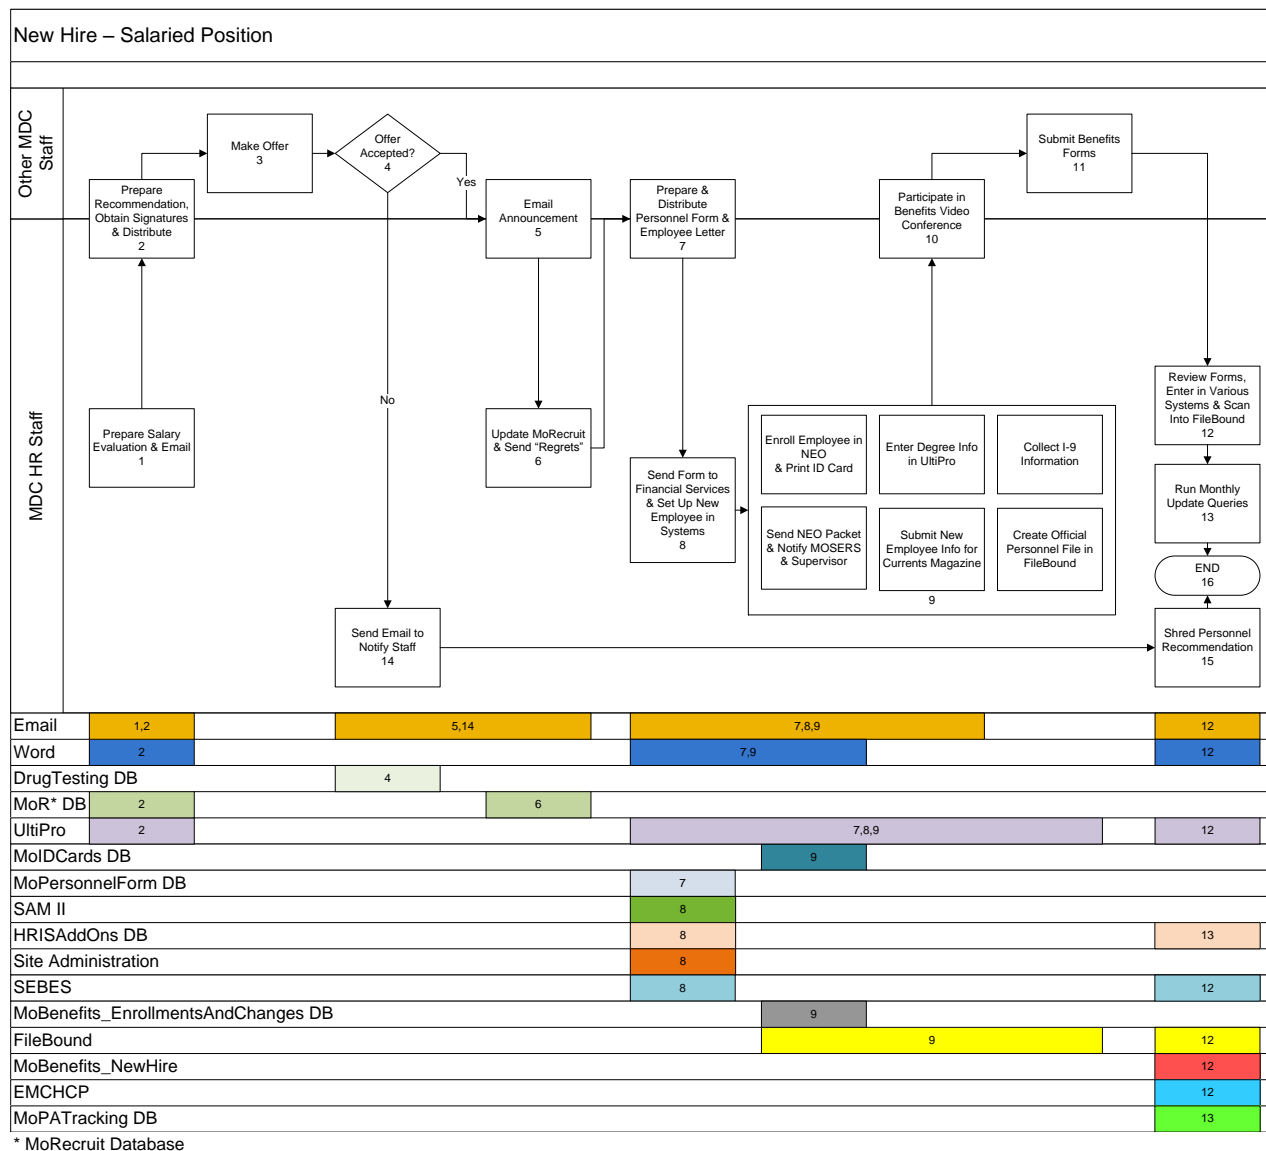 New Hire – Salaried Position
Other MDC
Staff
MDC HR Staff
Prepare Salary
Evaluation & Email
1
Prepare
Recommendation,
Obtain Signatures
& Distribute
2
Make Offer
3
Offer
Accepted?
4
Yes
No
Email
Announcement
5
Update MoRecruit
& Send “Regrets”
6
Prepare &
Distribute
Personnel Form &
Employee Letter
7
Send Form to
Financial Services
& Set Up New
Employee in
Systems
8
Enroll Employee in
NEO
& Print ID Card
Enter Degree Info
in UltiPro
Collect I-9
Information
Send NEO Packet
& Notify MOSERS
& Supervisor
Submit New
Employee Info for
Currents Magazine
Create Official
Personnel File in
FileBound
9
Participate in
Benefits Video
Conference
10
Submit Benefits
Forms
11
Review Forms,
Enter in Various
Systems & Scan
Into FileBound
12
Run Monthly
Update Queries
13
END
16
Send Email to
Notify Staff
14
Shred Personnel
Recommendation
15
Email 1,2 5,14 7,8,9 12
Word 2 7,9 12
DrugTesting DB 4
MoR* DB 2 6
UltiPro 2 7,8,9 12
MoIDCards DB 9
MoPersonnelForm DB 7
SAM II 8
HRISAddOns DB 8 13
Site Administration 8
SEBES 8 12
MoBenefits_EnrollmentsAndChanges DB 9
FileBound 9 12
MoBenefits_NewHire 12
EMCHCP 12
MoPATracking DB 13
* MoRecruit Database